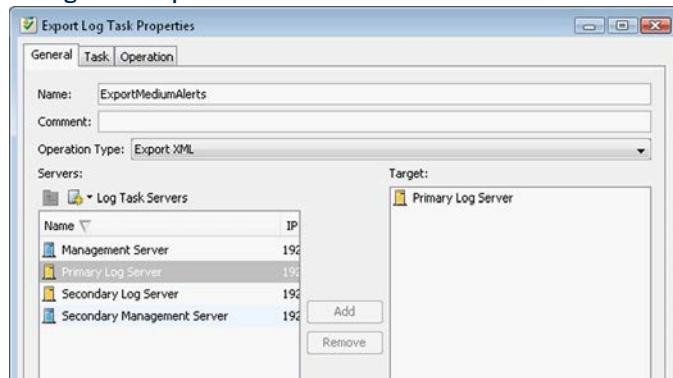 Export Log Task Properties
General Task Operation
Name: ExportMediumAlerts
Comment:
Operation Type: Export XML
Servers: Target:
Log Task Servers Primary Log Server
Name IP
Management Server 192
Primary Log Server 192
Secondary Log Server 192
Secondary Management Server 192
Add
Remove